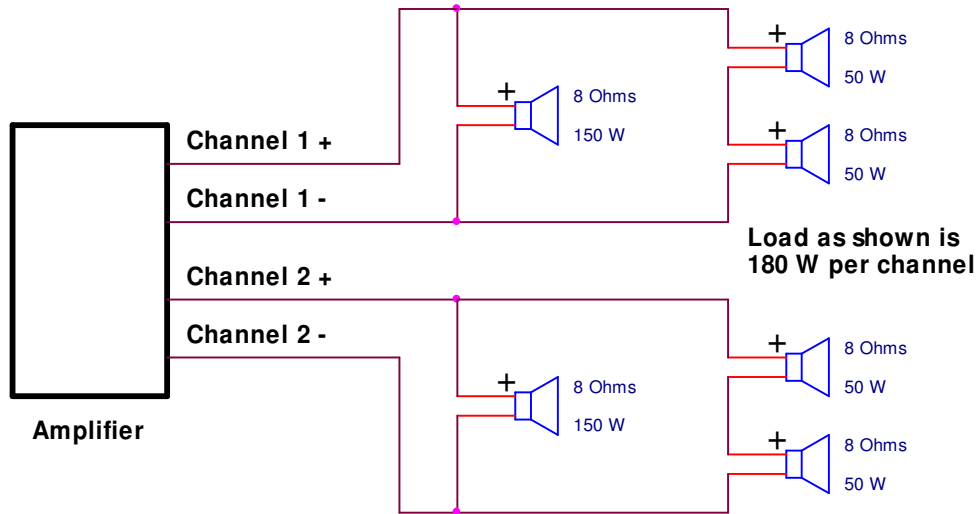 8 Ohms
50 W
8 Ohms
150 W
8 Ohms
50 W
Channel 1 +
Channel 1 -
Load as shown is
180 W per channel
Channel 2 +
Channel 2 -
8 Ohms
50 W
8 Ohms
150 W
8 Ohms
50 W
Amplifier
+
+
+
+
+
+